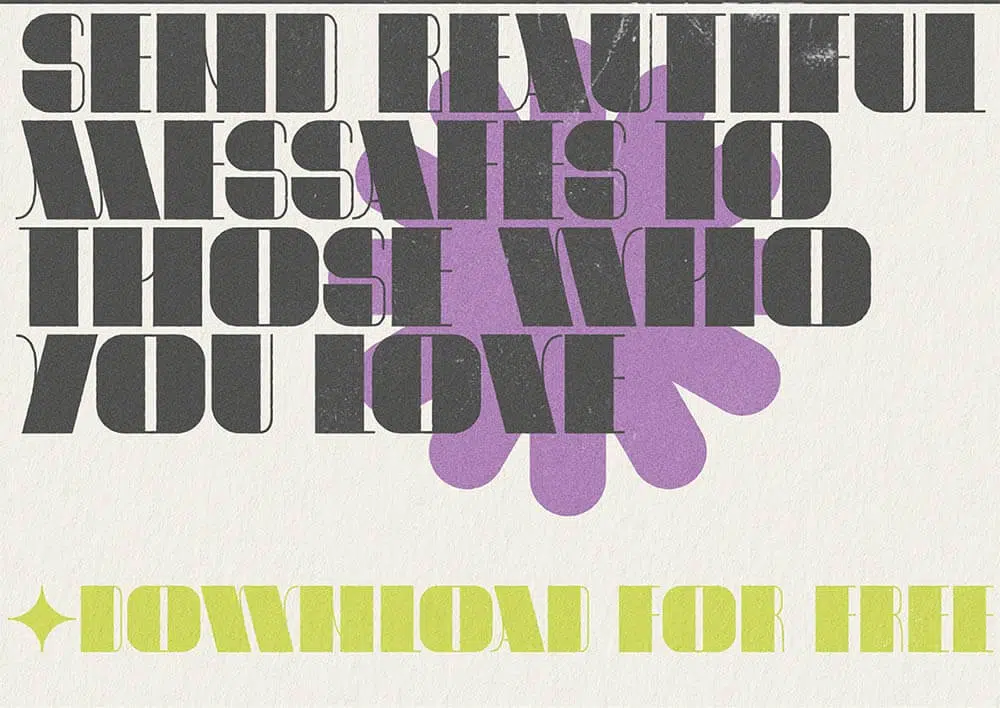 SEND BEAUTIFUL
MESSAGES TO
THOSE WHO
YOU LOVE
DOWNLOAD FOR FREE